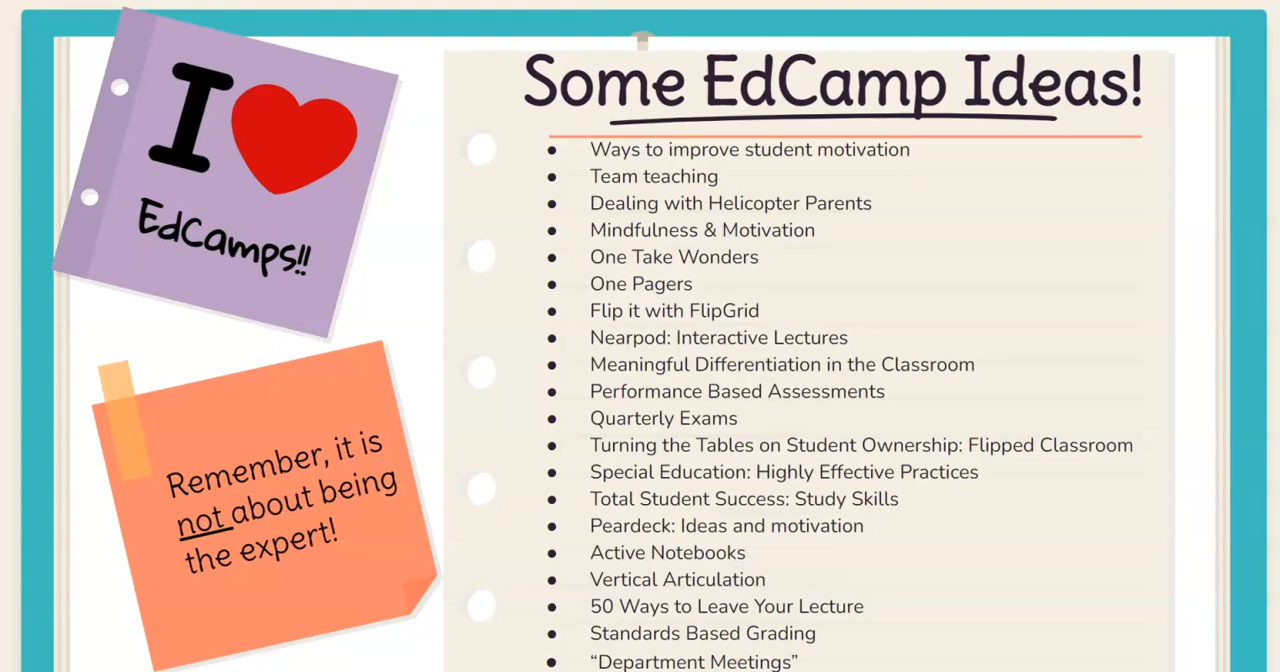 I
EdCamps!!
Remember, it is
not about being
the expert!
Some EdCamp Ideas!
● Ways to improve student motivation
● Team teaching
● Dealing with Helicopter Parents
● Mindfulness & Motivation
● One Take Wonders
● One Pagers
● Flip it with FlipGrid
● Nearpod: Interactive Lectures
● Meaningful Differentiation in the Classroom
● Performance Based Assessments
● Quarterly Exams
● Turning the Tables on Student Ownership: Flipped Classroom
● Special Education: Highly Effective Practices
● Total Student Success: Study Skills
● Peardeck: Ideas and motivation
● Active Notebooks
● Vertical Articulation
● 50 Ways to Leave Your Lecture
● Standards Based Grading
● “Department Meetings”